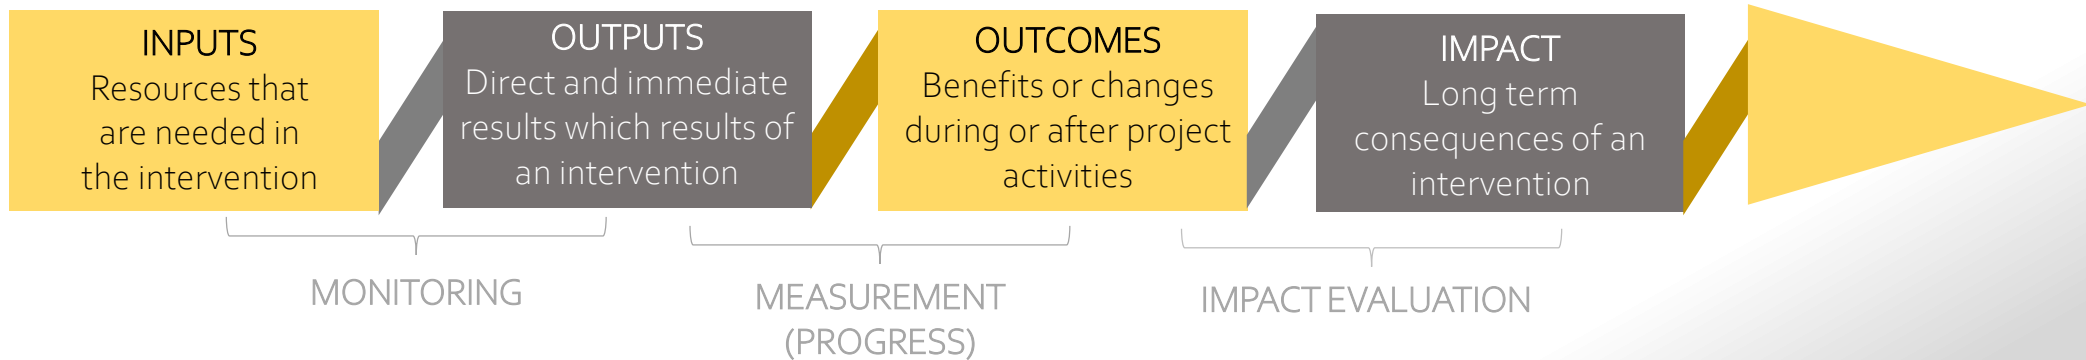 INPUTS
Resources that
are needed in
the intervention
OUTPUTS
Direct and immediate
results which results of
an intervention
OUTCOMES
Benefits or changes
during or after project
activities
IMPACT
Long term
consequences of an
intervention
MONITORING
MEASUREMENT
(PROGRESS)
IMPACT EVALUATION